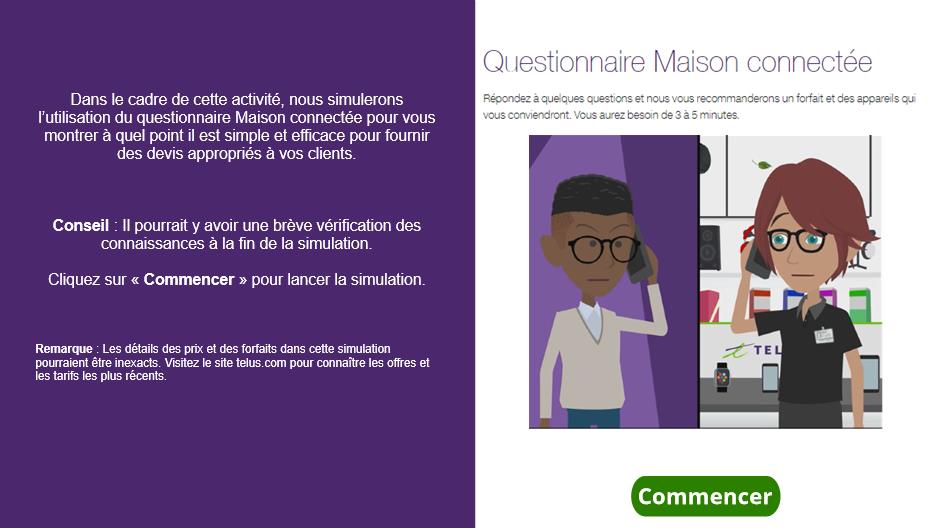 Dans le cadre de cette activité, nous simulerons
l'utilisation du questionnaire Maison connectée pour vous
montrer à quel point il est simple et efficace pour fournir
des devis appropriés à vos clients.
Conseil : Il pourrait y avoir une brève vérification des
connaissances à la fin de la simulation.
Cliquez sur « Commencer » pour lancer la simulation.
Remarque : Les détails des prix et des forfaits dans cette simulation
pourraient être inexacts. Visitez le site telus.com pour connaître les offres et
les tarifs les plus récents.
Questionnaire Maison connectée
Répondez à quelques questions et nous vous recommanderons un forfait et des appareils qui
vous conviendront. Vous aurez besoin de 3 à 5 minutes.
TELUS
Commencer